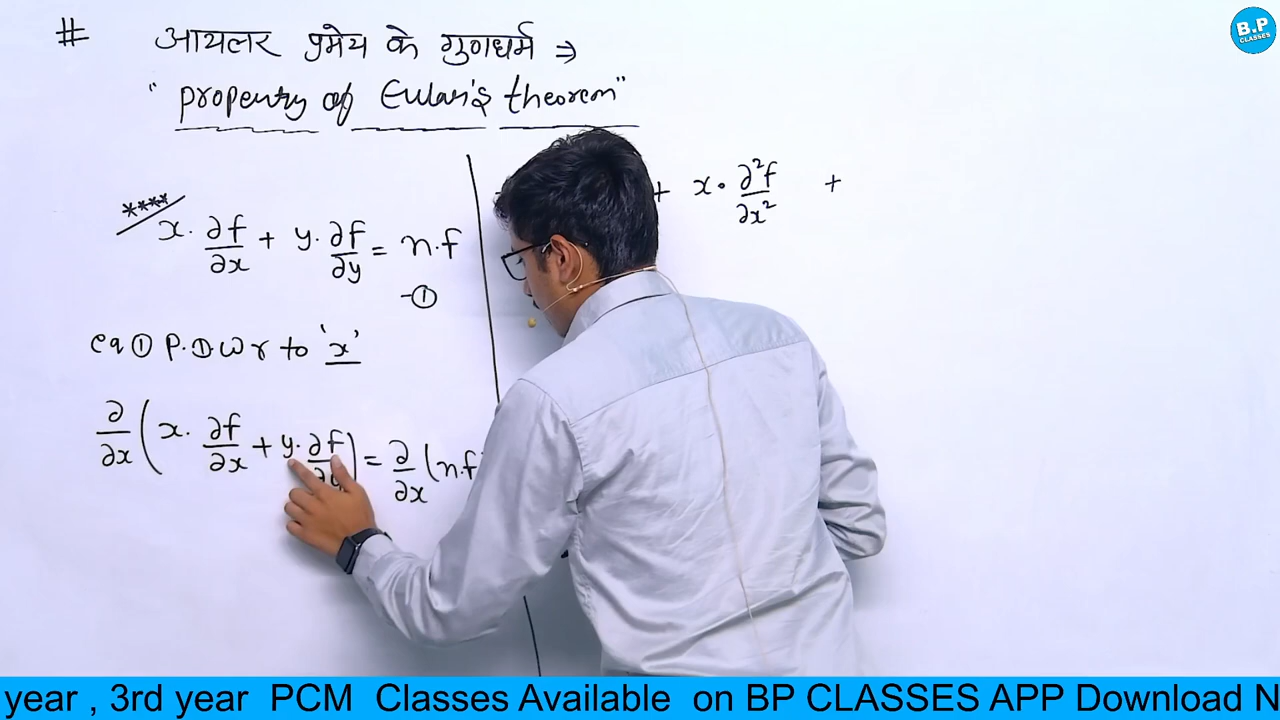 # आयलर प्रमेय के गुणधर्म ⇒
"property of Eular's theorem"
****
x. ∂f/∂x + y. ∂f/∂y = n.f
-①
eq ① P.D w r to 'x'
∂/∂x (x. ∂f/∂x + y. ∂f/∂y) = ∂/∂x (n.f
+ x. ∂²f/∂x² +
B.P
CLASSES
year , 3rd year PCM Classes Available on BP CLASSES APP Download N